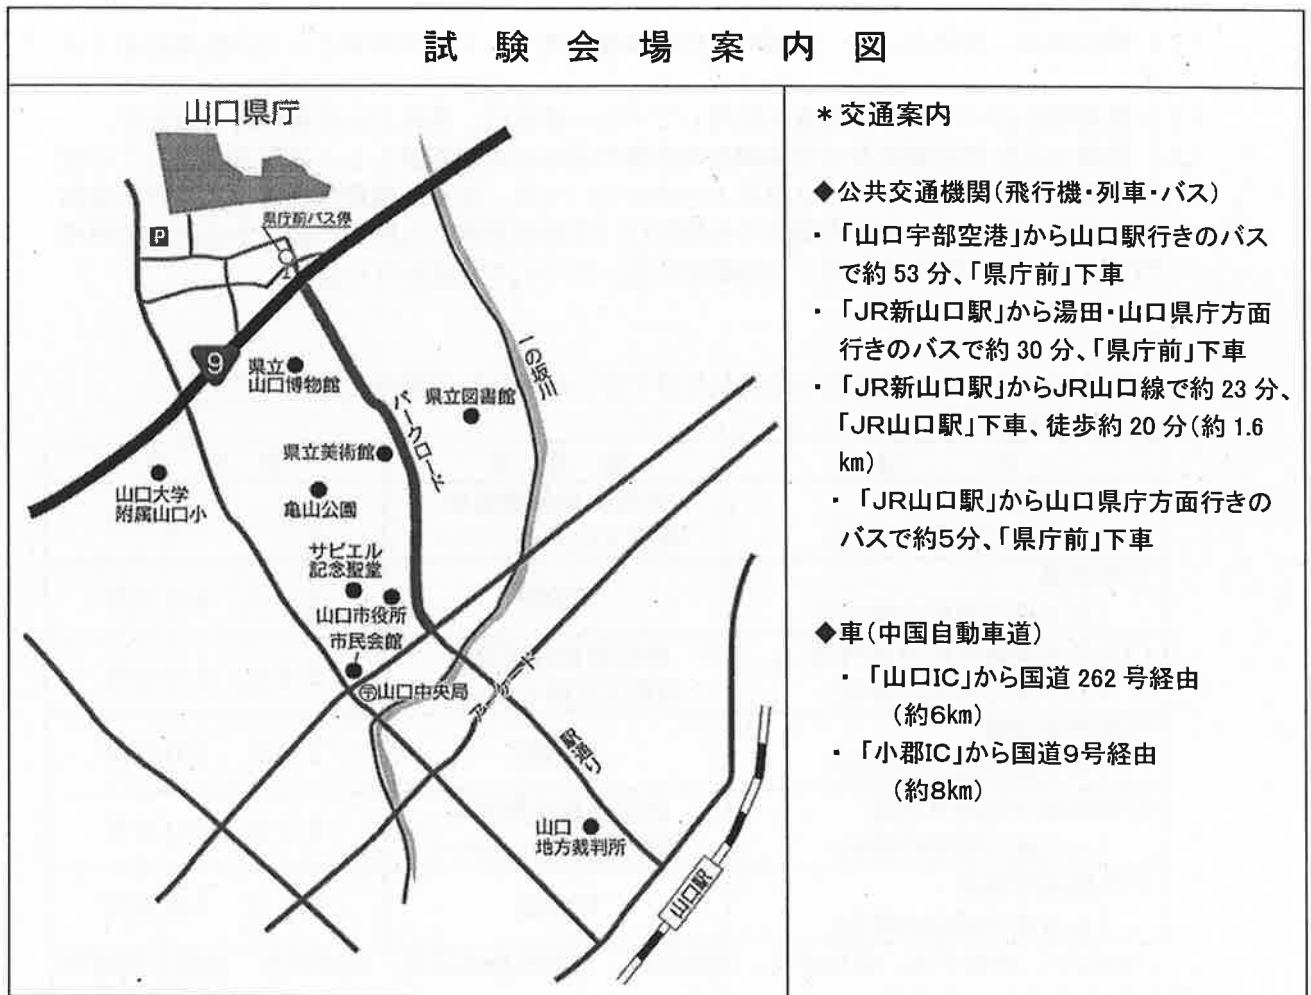 試験会場案内図
山口県庁
県庁前バス停
P
9
県立
山口博物館
一の坂川
県立図書館
パークロード
県立美術館
山口大学
附属山口小
亀山公園
サビエル
記念聖堂
山口市役所
市民会館
〒山口中央局
アーケード
駅通り
山口
地方裁判所
山口駅
＊交通案内
◆公共交通機関(飛行機・列車・バス)
・「山口宇部空港」から山口駅行きのバス
で約53分、「県庁前」下車
・「JR新山口駅」から湯田・山口県庁方面
行きのバスで約30分、「県庁前」下車
・「JR新山口駅」からJR山口線で約23分、
「JR山口駅」下車、徒歩約20分(約1.6
km)
・「JR山口駅」から山口県庁方面行きの
バスで約5分、「県庁前」下車
◆車(中国自動車道)
・「山口IC」から国道262号経由
(約6km)
・「小郡IC」から国道9号経由
(約8km)